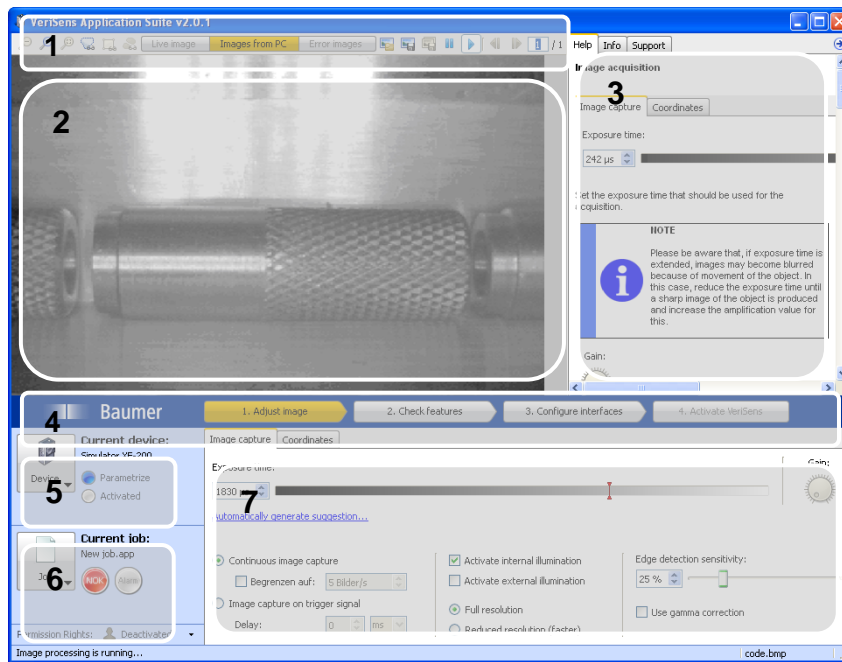 VeriSens Application Suite v2.0.1
1
Live image
Images from PC
Error images
1 / 1
Help
Info
Support
2
Image acquisition
3
Image capture
Coordinates
Exposure time:
242 µs
Set the exposure time that should be used for the
acquisition.
NOTE
Please be aware that, if exposure time is
extended, images may become blurred
because of movement of the object. In
this case, reduce the exposure time until
a sharp image of the object is produced
and increase the amplification value for
this.
Gain:
4
Baumer
1. Adjust image
2. Check features
3. Configure interfaces
4. Activate VeriSens
Current device:
Simulator XF-200
Device
5
Parametrize
Activated
Current job:
New job.app
Job
6
NOK
Alarm
Permission Rights:
Deactivated
Image capture
Coordinates
Exposure time:
Gain:
1830 µs
7
Automatically generate suggestion...
Continuous image capture
Begrenzen auf:
5 Bilder/s
Image capture on trigger signal
Delay:
0
ms
Activate internal illumination
Activate external illumination
Full resolution
Reduced resolution (faster)
Edge detection sensitivity:
25 %
Use gamma correction
Image processing is running...
code.bmp